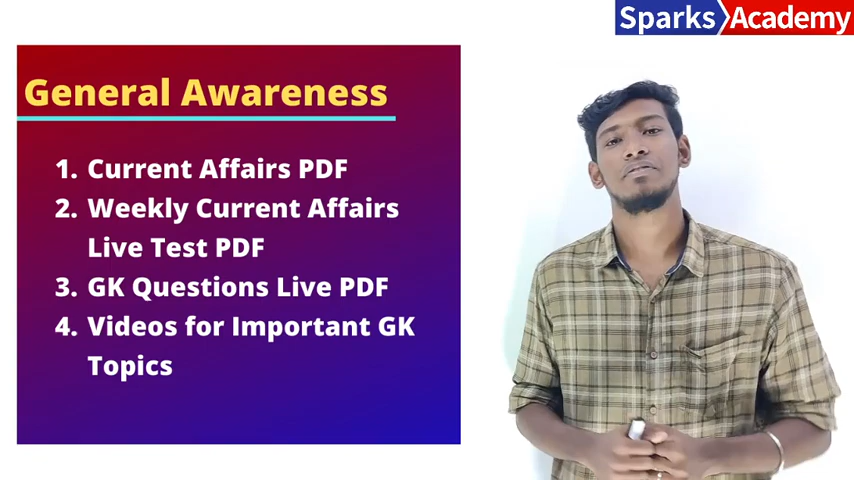 Sparks Academy
General Awareness
1. Current Affairs PDF
2. Weekly Current Affairs
Live Test PDF
3. GK Questions Live PDF
4. Videos for Important GK
Topics